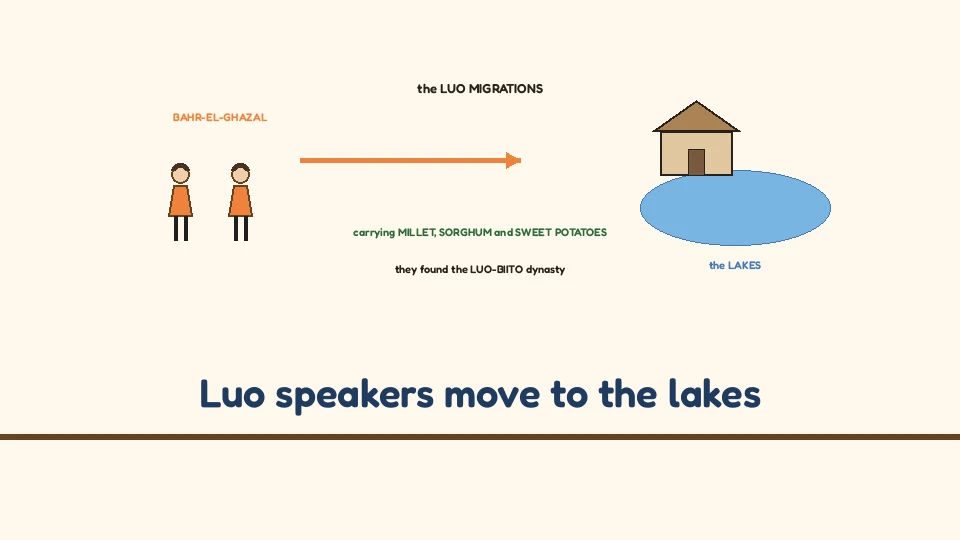 the LUO MIGRATIONS
BAHR-EL-GHAZAL
carrying MILLET, SORGHUM and SWEET POTATOES
they found the LUO-BIITO dynasty
the LAKES
Luo speakers move to the lakes